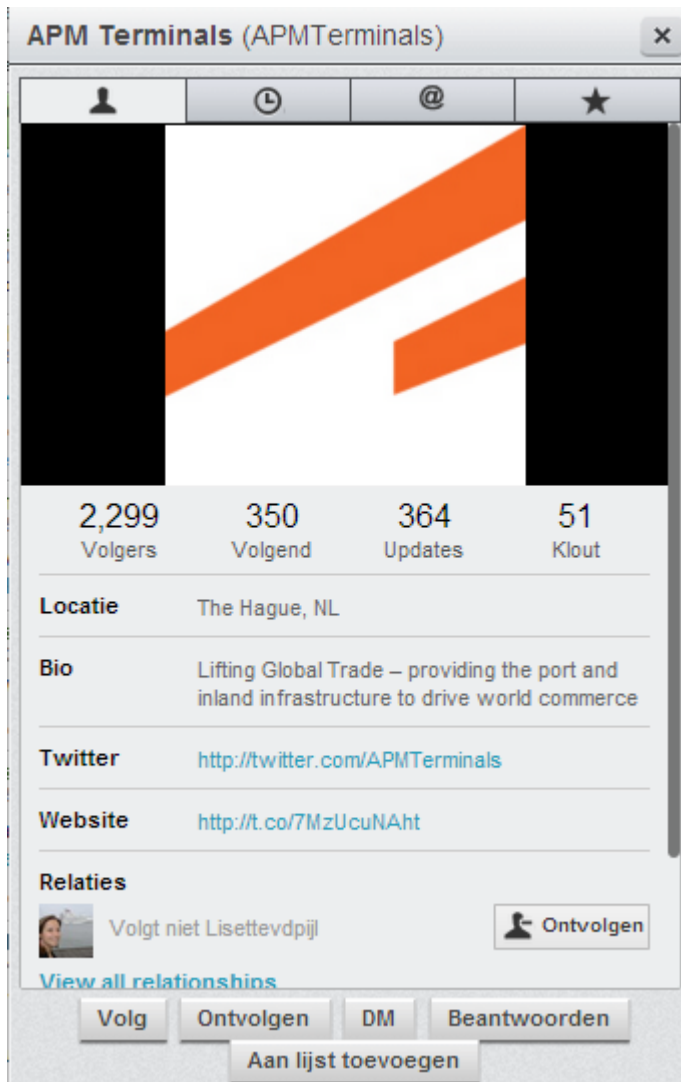 APM Terminals (APMTerminals)
@
2,299 350 364 51
Volgers Volgend Updates Klout
Locatie The Hague, NL
Bio Lifting Global Trade – providing the port and
inland infrastructure to drive world commerce
Twitter http://twitter.com/APMTerminals
Website http://t.co/7MzUcuNAht
Relaties
Volgt niet Lisettevdpijl Ontvolgen
View all relationships
Volg Ontvolgen DM Beantwoorden
Aan lijst toevoegen